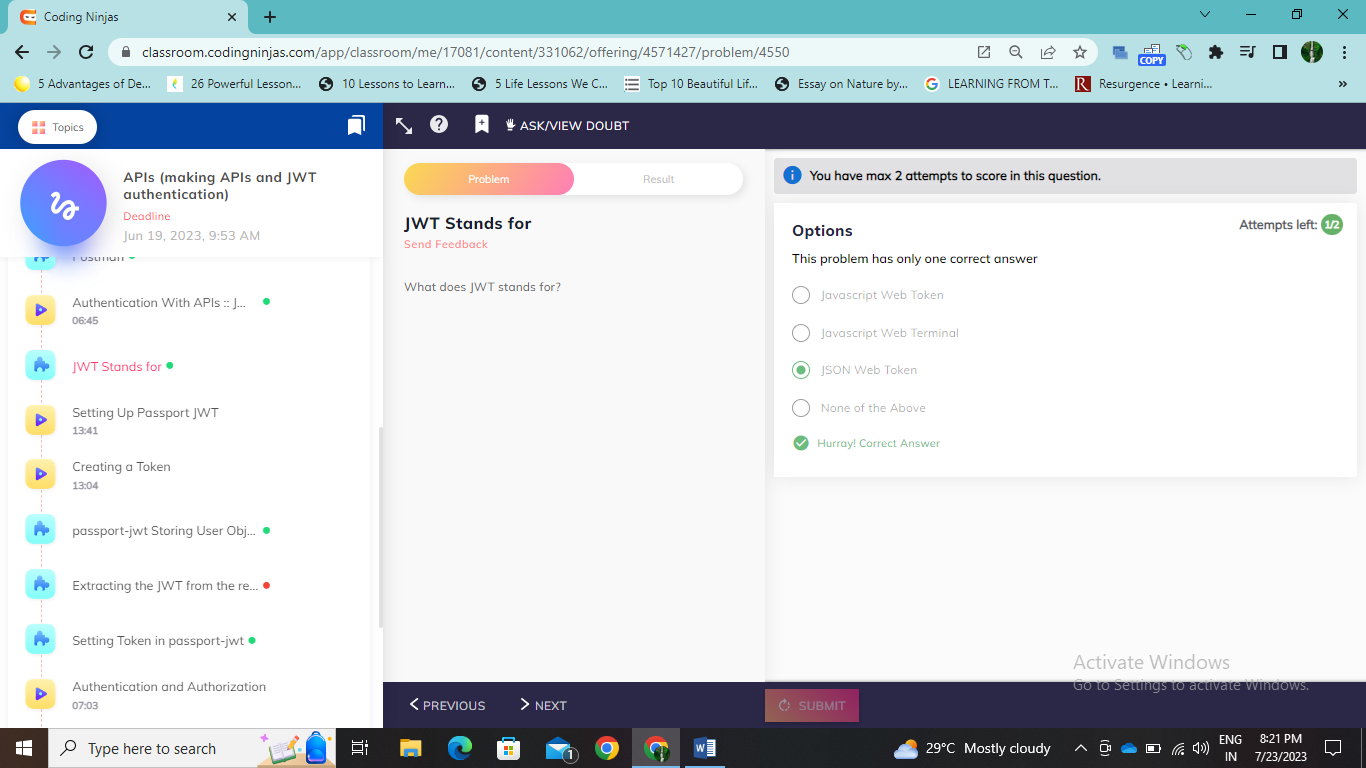 Coding Ninjas
classroom.codingninjas.com/app/classroom/me/17081/content/331062/offering/4571427/problem/4550
COPY
5 Advantages of De...
26 Powerful Lesson...
10 Lessons to Learn...
5 Life Lessons We C...
Top 10 Beautiful Lif...
Essay on Nature by...
LEARNING FROM T...
R
Resurgence • Learni...
»
Topics
ASK/VIEW DOUBT
APIs (making APIs and JWT
authentication)
Deadline
Jun 19, 2023, 9:53 AM
Postman
Authentication With APIs :: J...
06:45
JWT Stands for
Setting Up Passport JWT
13:41
Creating a Token
13:04
passport-jwt Storing User Obj...
Extracting the JWT from the re...
Setting Token in passport-jwt
Authentication and Authorization
07:03
Problem
Result
JWT Stands for
Send Feedback
What does JWT stands for?
You have max 2 attempts to score in this question.
Attempts left: 1/2
Options
This problem has only one correct answer
Javascript Web Token
Javascript Web Terminal
JSON Web Token
None of the Above
Hurray! Correct Answer
Activate Windows
Go to Settings to activate Windows.
PREVIOUS
NEXT
SUBMIT
Type here to search
1
29°C Mostly cloudy
ENG
IN
8:21 PM
7/23/2023